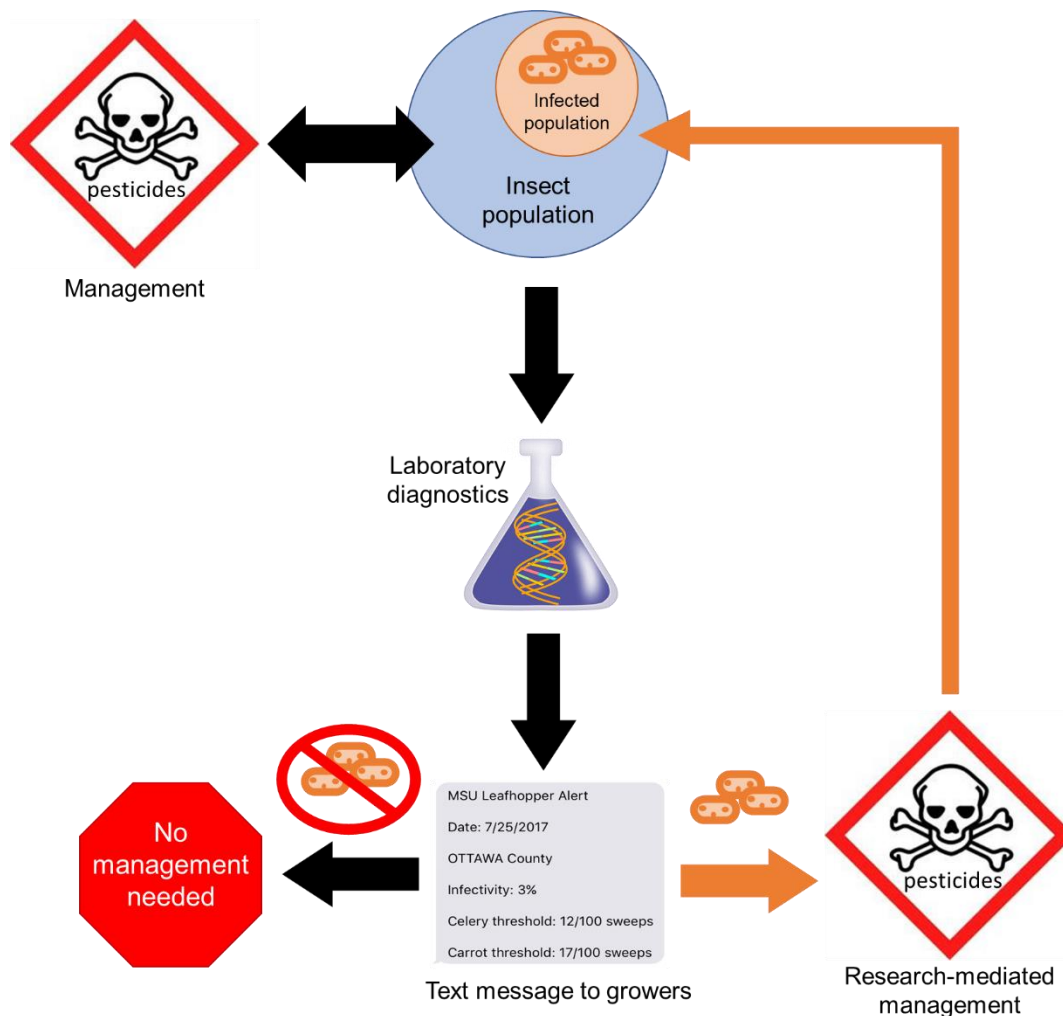 pesticides
Management
Infected
population
Insect
population
Laboratory
diagnostics
No
management
needed
MSU Leafhopper Alert
Date: 7/25/2017
OTTAWA County
Infectivity: 3%
Celery threshold: 12/100 sweeps
Carrot threshold: 17/100 sweeps
Text message to growers
pesticides
Research-mediated
management